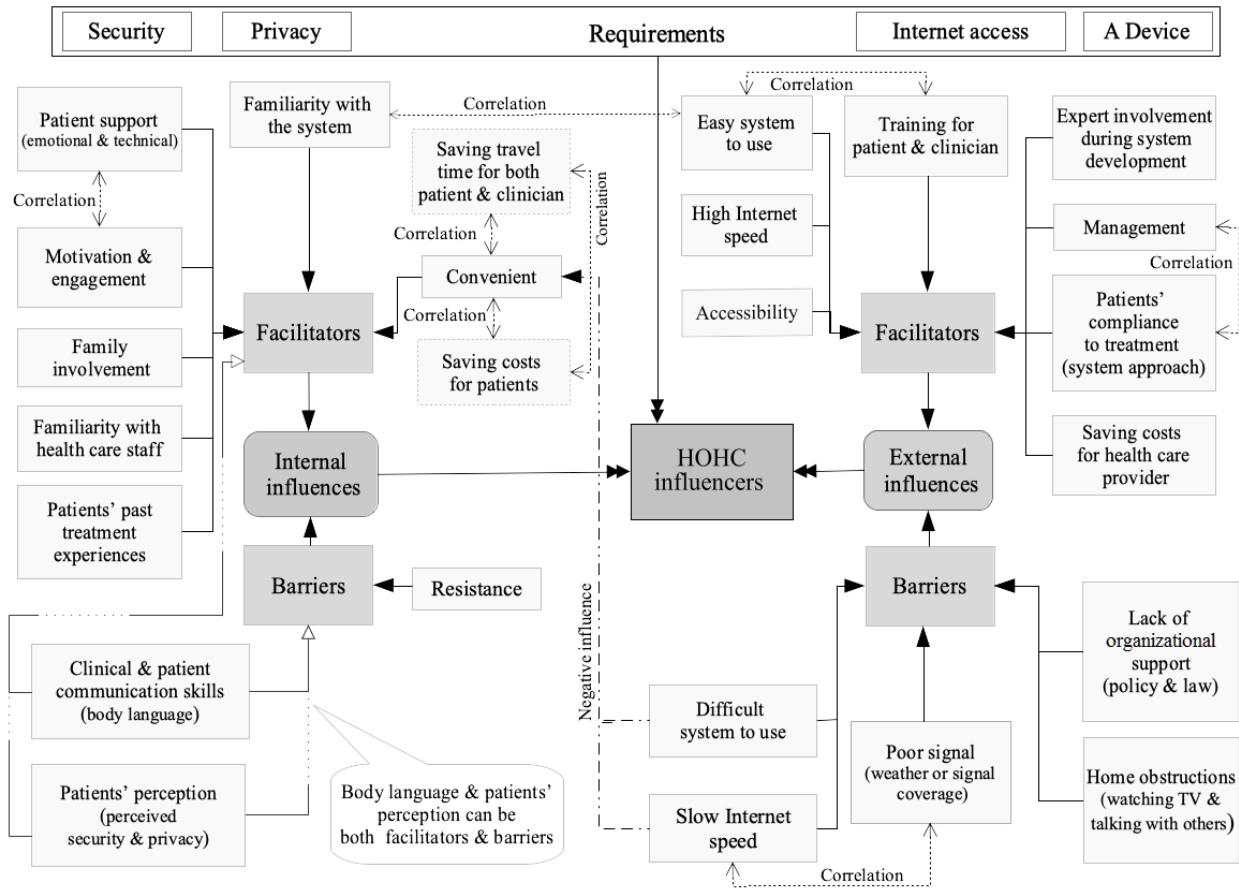 Security
Privacy
Requirements
Internet access
A Device
Patient support
(emotional & technical)
Correlation
Motivation &
engagement
Family
involvement
Familiarity with
health care staff
Patients' past
treatment
experiences
Familiarity with
the system
Correlation
Saving travel
time for both
patient & clinician
Correlation
Convenient
Correlation
Saving costs
for patients
Correlation
Facilitators
Internal
influences
Barriers
Resistance
Clinical & patient
communication skills
(body language)
Patients' perception
(perceived
security & privacy)
Body language & patients'
perception can be
both facilitators & barriers
Negative influence
HOHC
influencers
Easy system
to use
Correlation
Training for
patient & clinician
High Internet
speed
Accessibility
Facilitators
External
influences
Barriers
Expert involvement
during system
development
Management
Correlation
Patients'
compliance
to treatment
(system approach)
Saving costs
for health care
provider
Difficult
system to use
Slow Internet
speed
Poor signal
(weather or signal
coverage)
Correlation
Lack of
organizational
support
(policy & law)
Home obstructions
(watching TV &
talking with others)